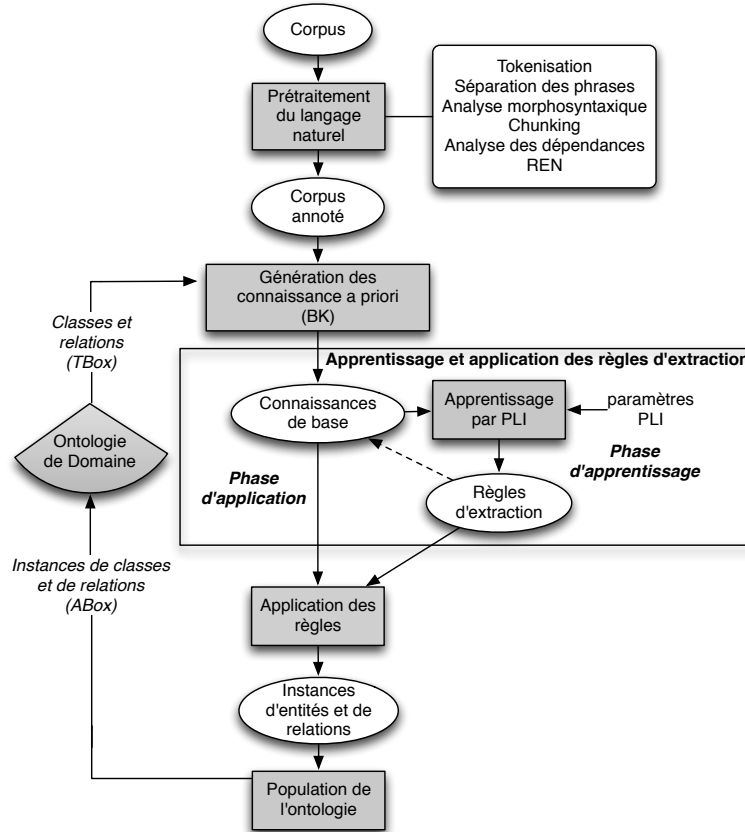 Corpus
Prétraitement
du langage
naturel
Tokenisation
Séparation des phrases
Analyse morphosyntaxique
Chunking
Analyse des dépendances
REN
Corpus
annoté
Génération des
connaissance a priori
(BK)
Classes et
relations
(TBox)
Apprentissage et application des règles d'extraction
Connaissances
de base
Apprentissage
par PLI
paramètres
PLI
Ontologie
de Domaine
Phase
d'application
Phase
d'apprentissage
Règles
d'extraction
Instances de classes
et de relations
(ABox)
Application des
règles
Instances
d'entités et de
relations
Population de
l'ontologie